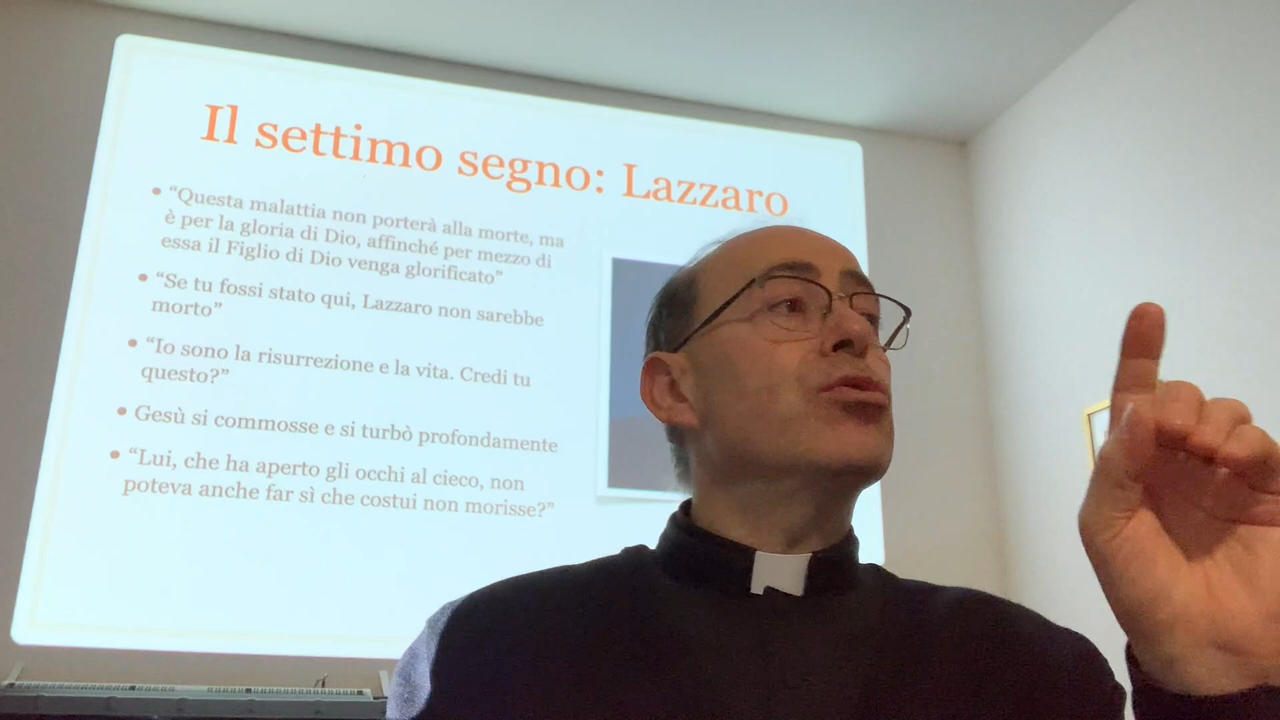 Il settimo segno: Lazzaro
• “Questa malattia non porterà alla morte, ma
è per la gloria di Dio, affinché per mezzo di
essa il Figlio di Dio venga glorificato”
• “Se tu fossi stato qui, Lazzaro non sarebbe
morto”
• “Io sono la risurrezione e la vita. Credi tu
questo?”
• Gesù si commosse e si turbò profondamente
• “Lui, che ha aperto gli occhi al cieco, non
poteva anche far sì che costui non morisse?”